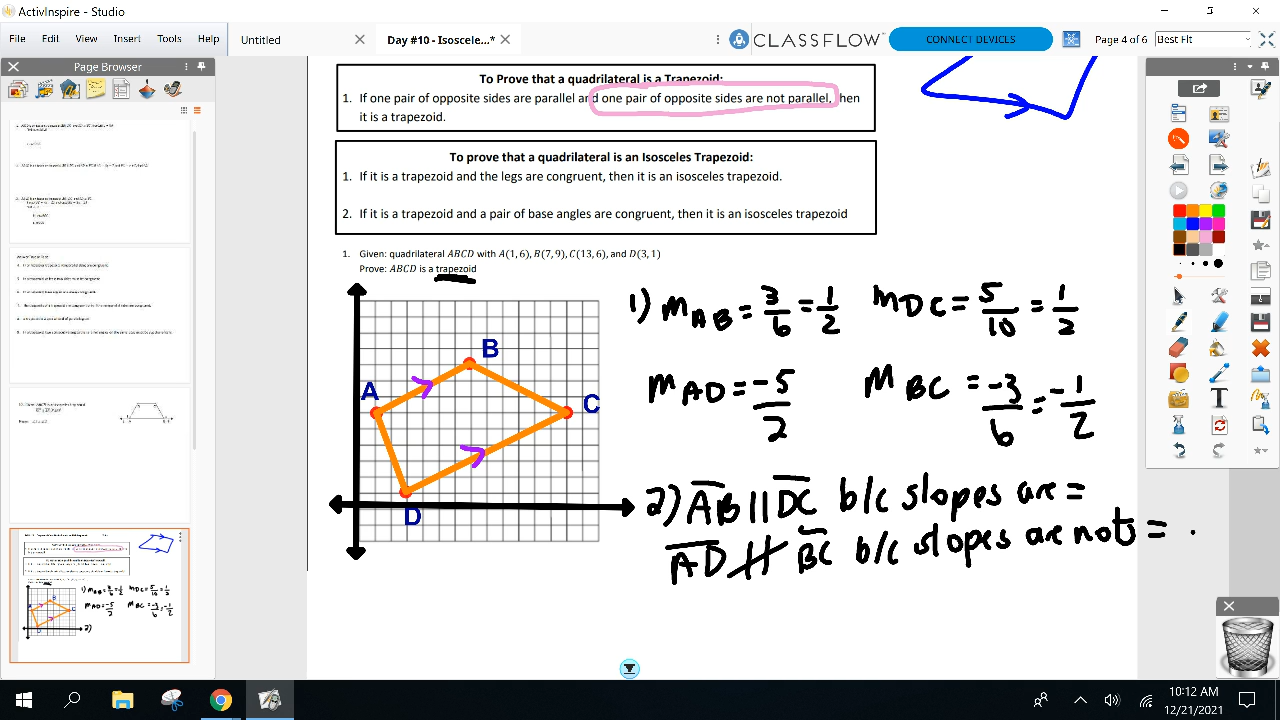 ActivInspire - Studio
File Edit View Insert Tools Help Untitled Day #10 - Isoscele...* CLASSFLOW CONNECT DEVICES Page 4 of 6 Best Fit
Page Browser
To Prove that a quadrilateral is a Trapezoid:
1. If one pair of opposite sides are parallel and one pair of opposite sides are not parallel, then
it is a trapezoid.
To prove that a quadrilateral is an Isosceles Trapezoid:
1. If it is a trapezoid and the legs are congruent, then it is an isosceles trapezoid.
2. If it is a trapezoid and a pair of base angles are congruent, then it is an isosceles trapezoid
1. Given: quadrilateral ABCD with A(1, 6), B(7, 9), C(13, 6), and D(3, 1)
Prove: ABCD is a trapezoid
A B C D
1) mAB = 3/6 = 1/2 mDC = 5/10 = 1/2
mAD = -5/2 mBC = -3/6 = -1/2
2) AB || DC b/c slopes are =
AD ∦ BC b/c slopes are not =
10:12 AM
12/21/2021